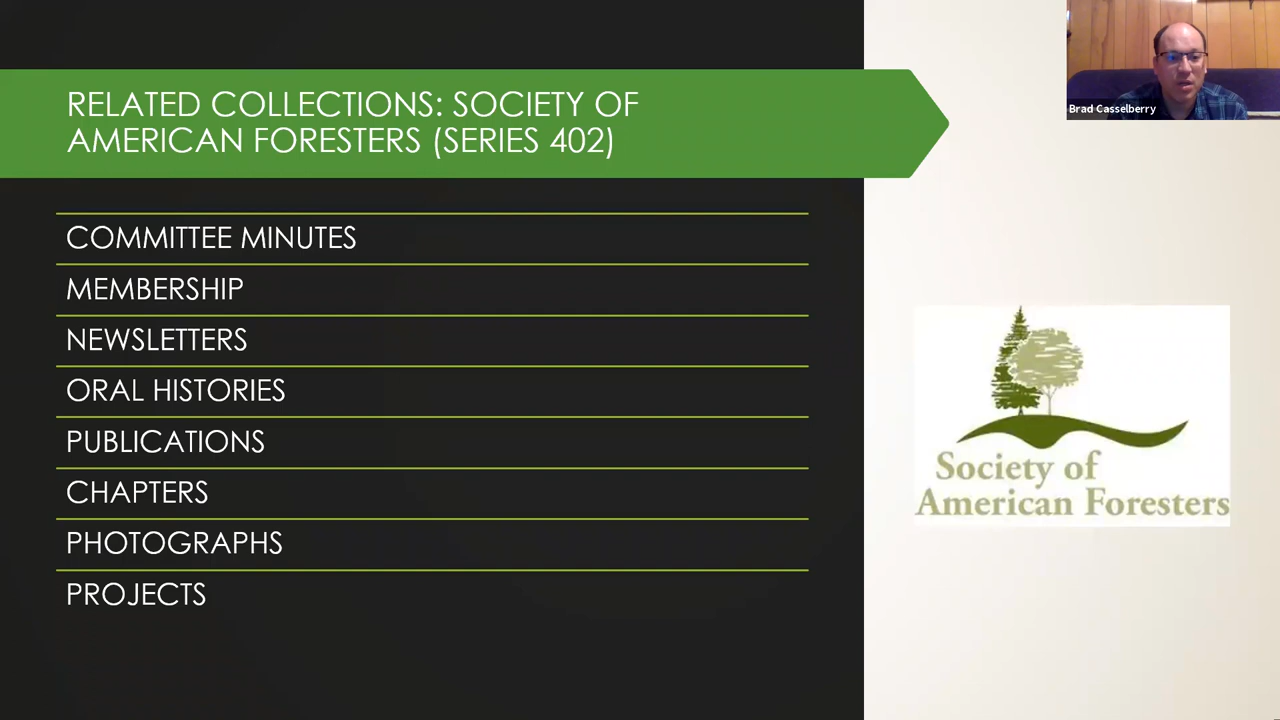 RELATED COLLECTIONS: SOCIETY OF
AMERICAN FORESTERS (SERIES 402)
COMMITTEE MINUTES
MEMBERSHIP
NEWSLETTERS
ORAL HISTORIES
PUBLICATIONS
CHAPTERS
PHOTOGRAPHS
PROJECTS
Brad Casselberry
Society of
American Foresters